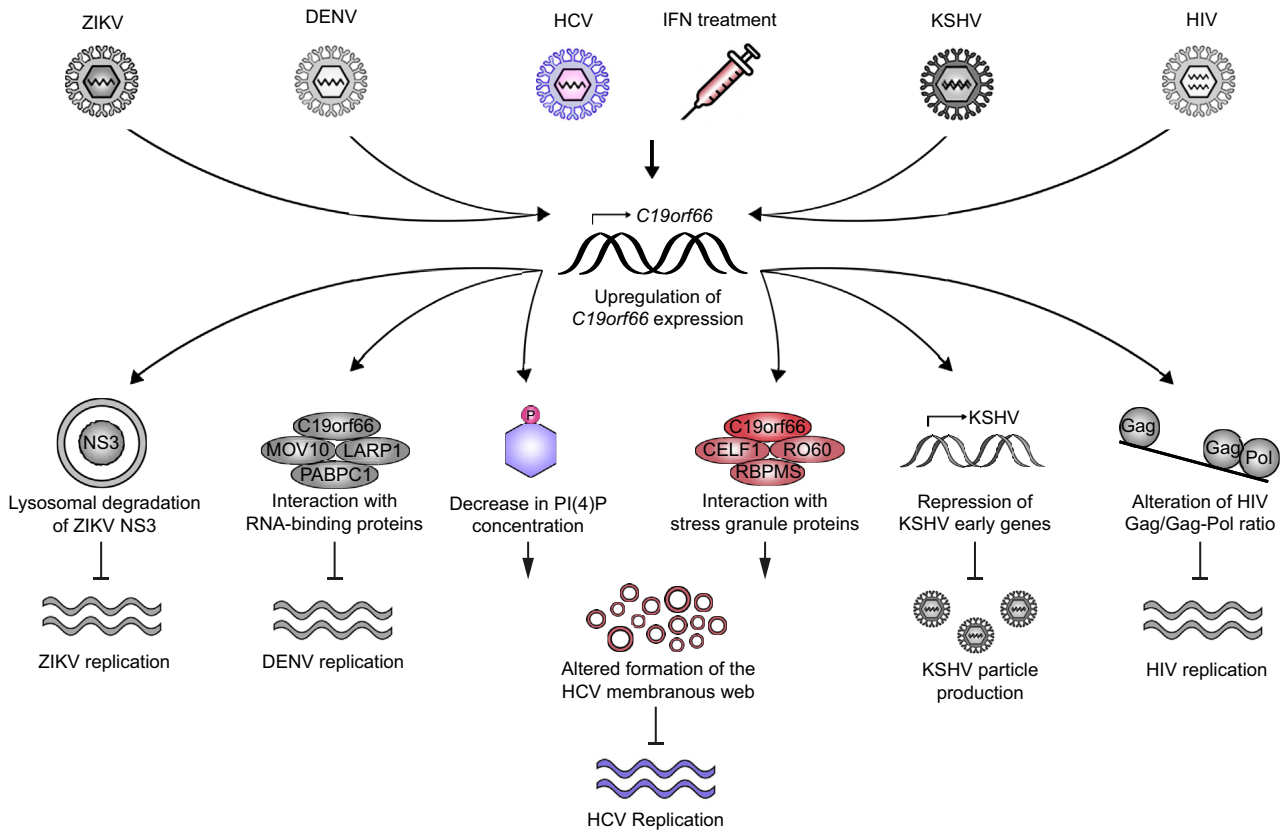 ZIKV
DENV
HCV
IFN treatment
KSHV
HIV
C19orf66
Upregulation of
C19orf66 expression
NS3
Lysosomal degradation
of ZIKV NS3
ZIKV replication
C19orf66
MOV10
LARP1
PABPC1
Interaction with
RNA-binding proteins
DENV replication
P
Decrease in PI(4)P
concentration
C19orf66
CELF1
RO60
RBPMS
Interaction with
stress granule proteins
Altered formation of the
HCV membranous web
HCV Replication
KSHV
Repression of
KSHV early genes
KSHV particle
production
Gag
Gag
Pol
Alteration of HIV
Gag/Gag-Pol ratio
HIV replication